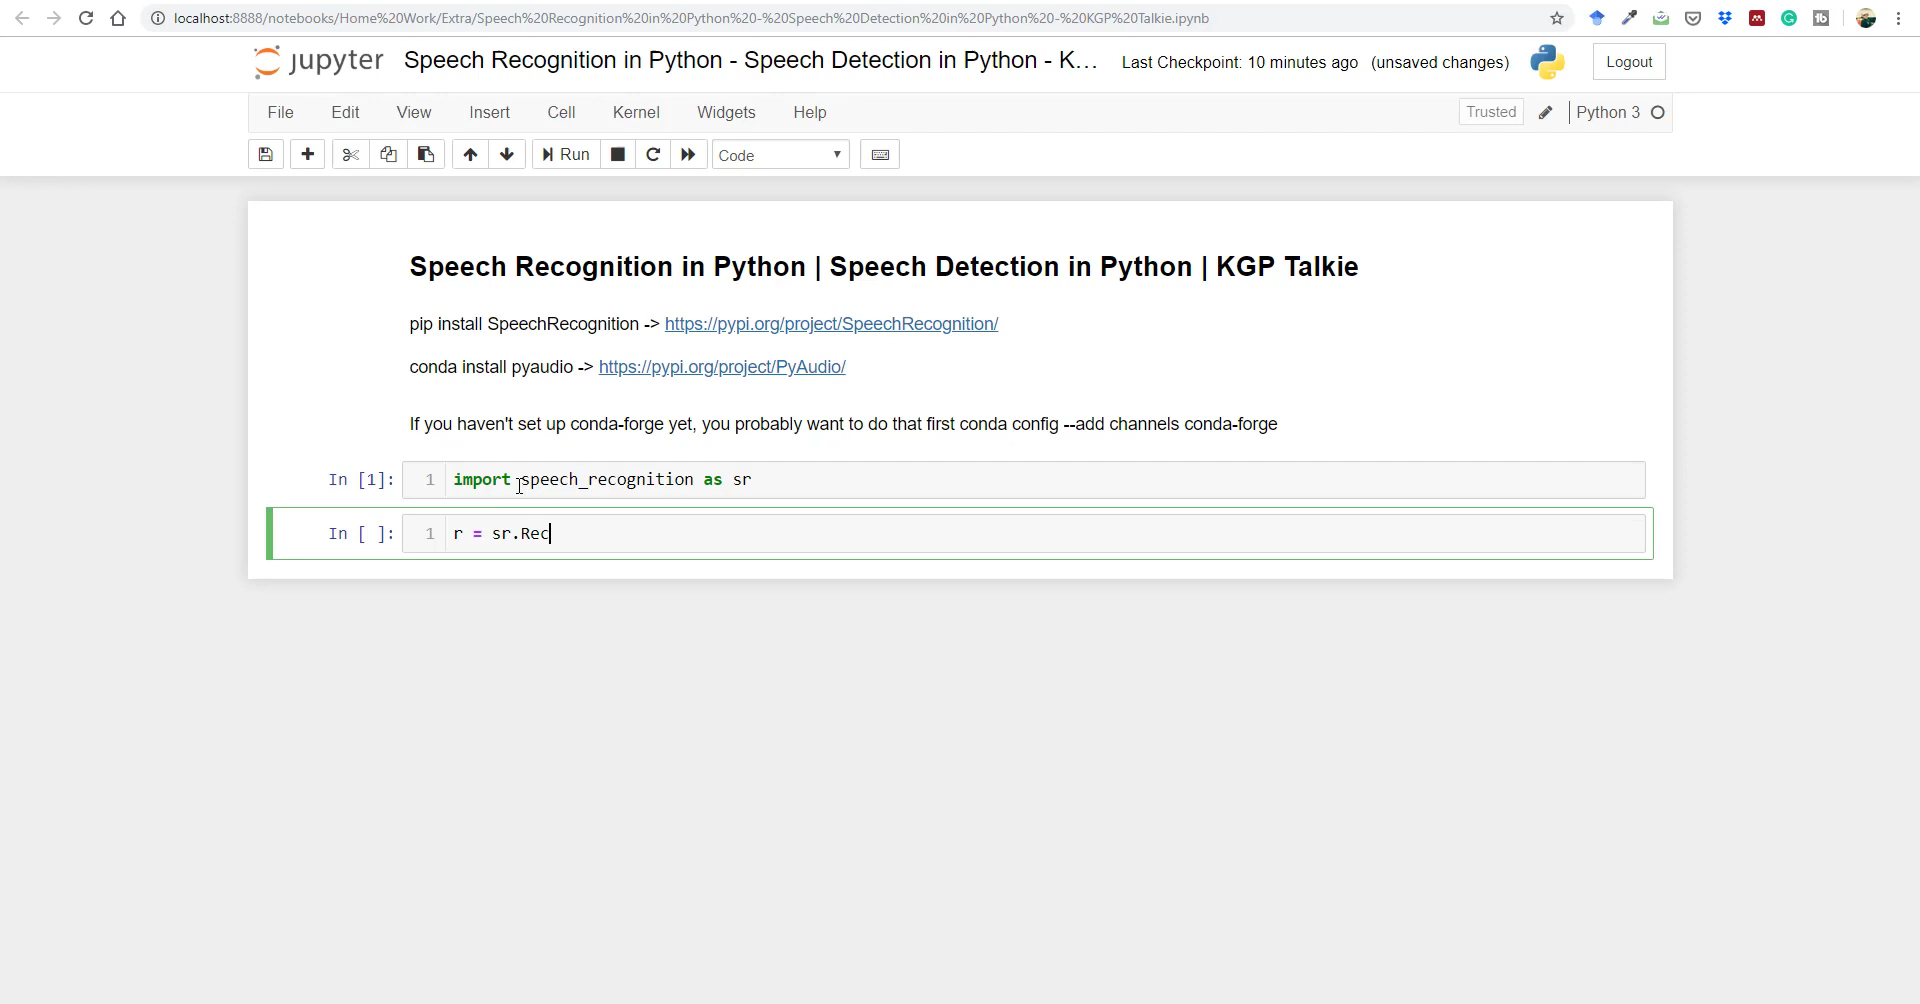 localhost:8888/notebooks/Home%20Work/Extra/Speech%20Recognition%20in%20Python%20-%20Speech%20Detection%20in%20Python%20-%20KGP%20Talkie.ipynb
jupyter Speech Recognition in Python - Speech Detection in Python - K... Last Checkpoint: 10 minutes ago (unsaved changes) Logout
File Edit View Insert Cell Kernel Widgets Help Trusted Python 3
Run Code
Speech Recognition in Python | Speech Detection in Python | KGP Talkie
pip install SpeechRecognition -> https://pypi.org/project/SpeechRecognition/
conda install pyaudio -> https://pypi.org/project/PyAudio/
If you haven't set up conda-forge yet, you probably want to do that first conda config --add channels conda-forge
In [1]: 1 import speech_recognition as sr
In [ ]: 1 r = sr.Rec